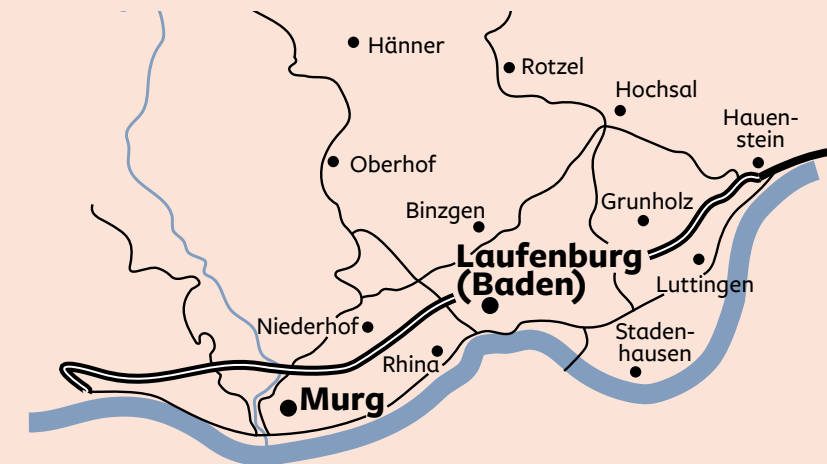 Hänner
Rotzel
Hochsal
Hauen-
stein
Oberhof
Grunholz
Binzgen
Laufenburg
(Baden)
Luttingen
Niederhof
Staden-
hausen
Rhina
Murg